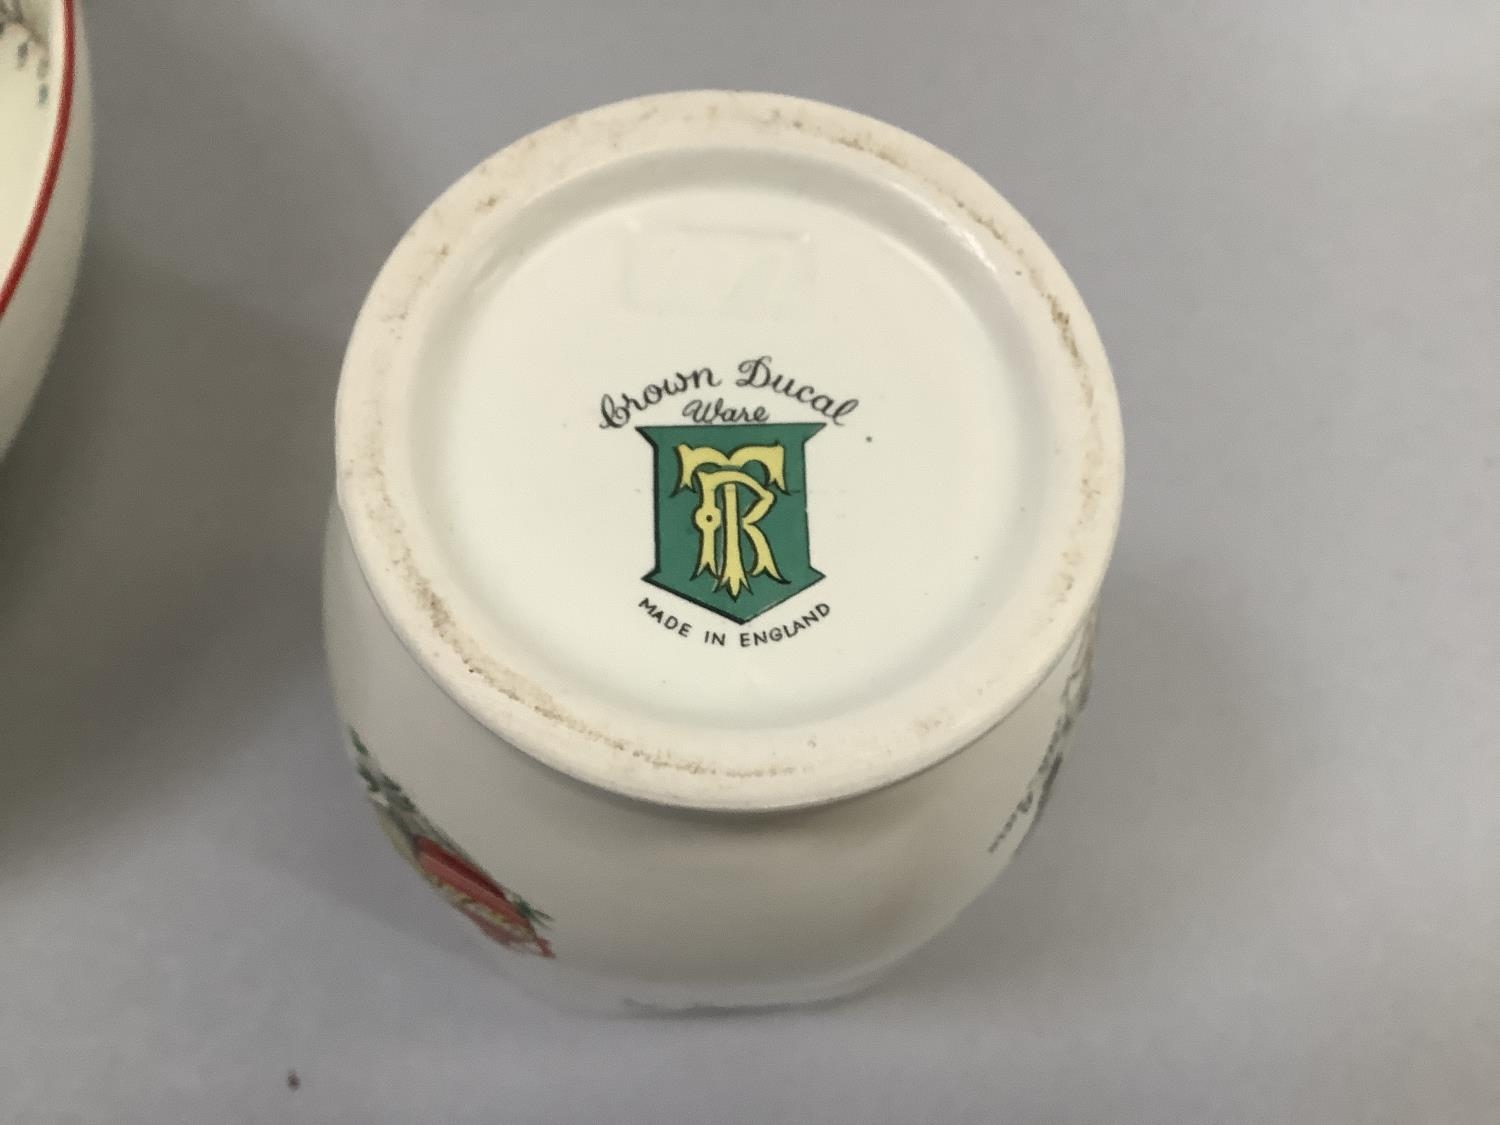 Crown Ducal
Ware
TR
MADE IN ENGLAND